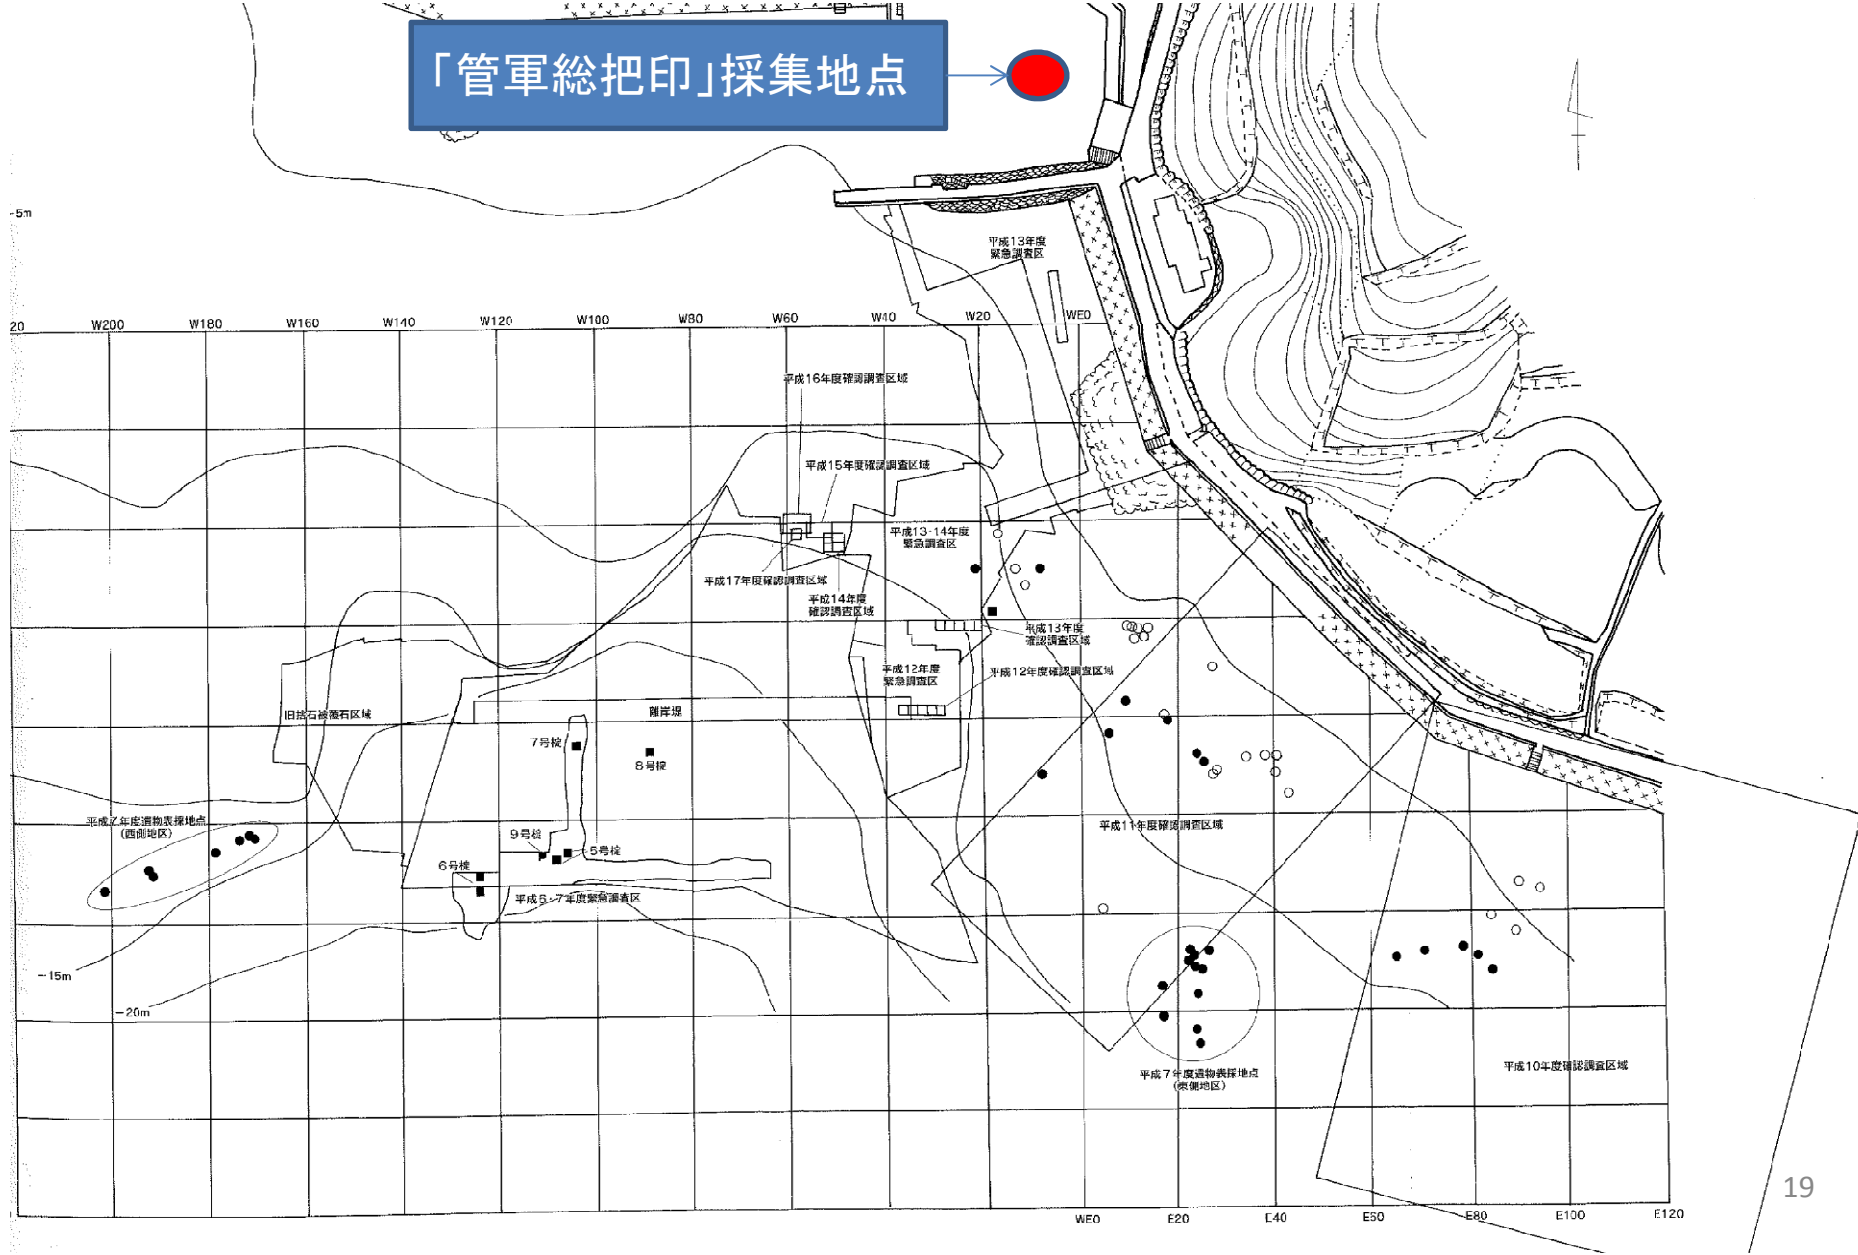 「管軍総把印」採集地点
-5m
平成13年度
緊急調査区
20
W200
W180
W160
W140
W120
W100
W80
W60
W40
W20
WE0
平成16年度確認調査区域
平成15年度確認調査区域
平成13-14年度
緊急調査区
平成17年度確認調査区域
平成14年度
確認調査区域
平成13年度
確認調査区域
平成12年度
緊急調査区
平成12年度確認調査区域
旧捨石被覆石区域
離岸堤
7号椗
8号椗
平成7年度遺物表採地点
(西側地区)
9号椗
5号椗
6号椗
平成6・7年度緊急調査区
平成11年度確認調査区域
-15m
-20m
平成7年度遺物表採地点
(東側地区)
平成10年度確認調査区域
19
WE0
E20
E40
E60
E80
E100
E120